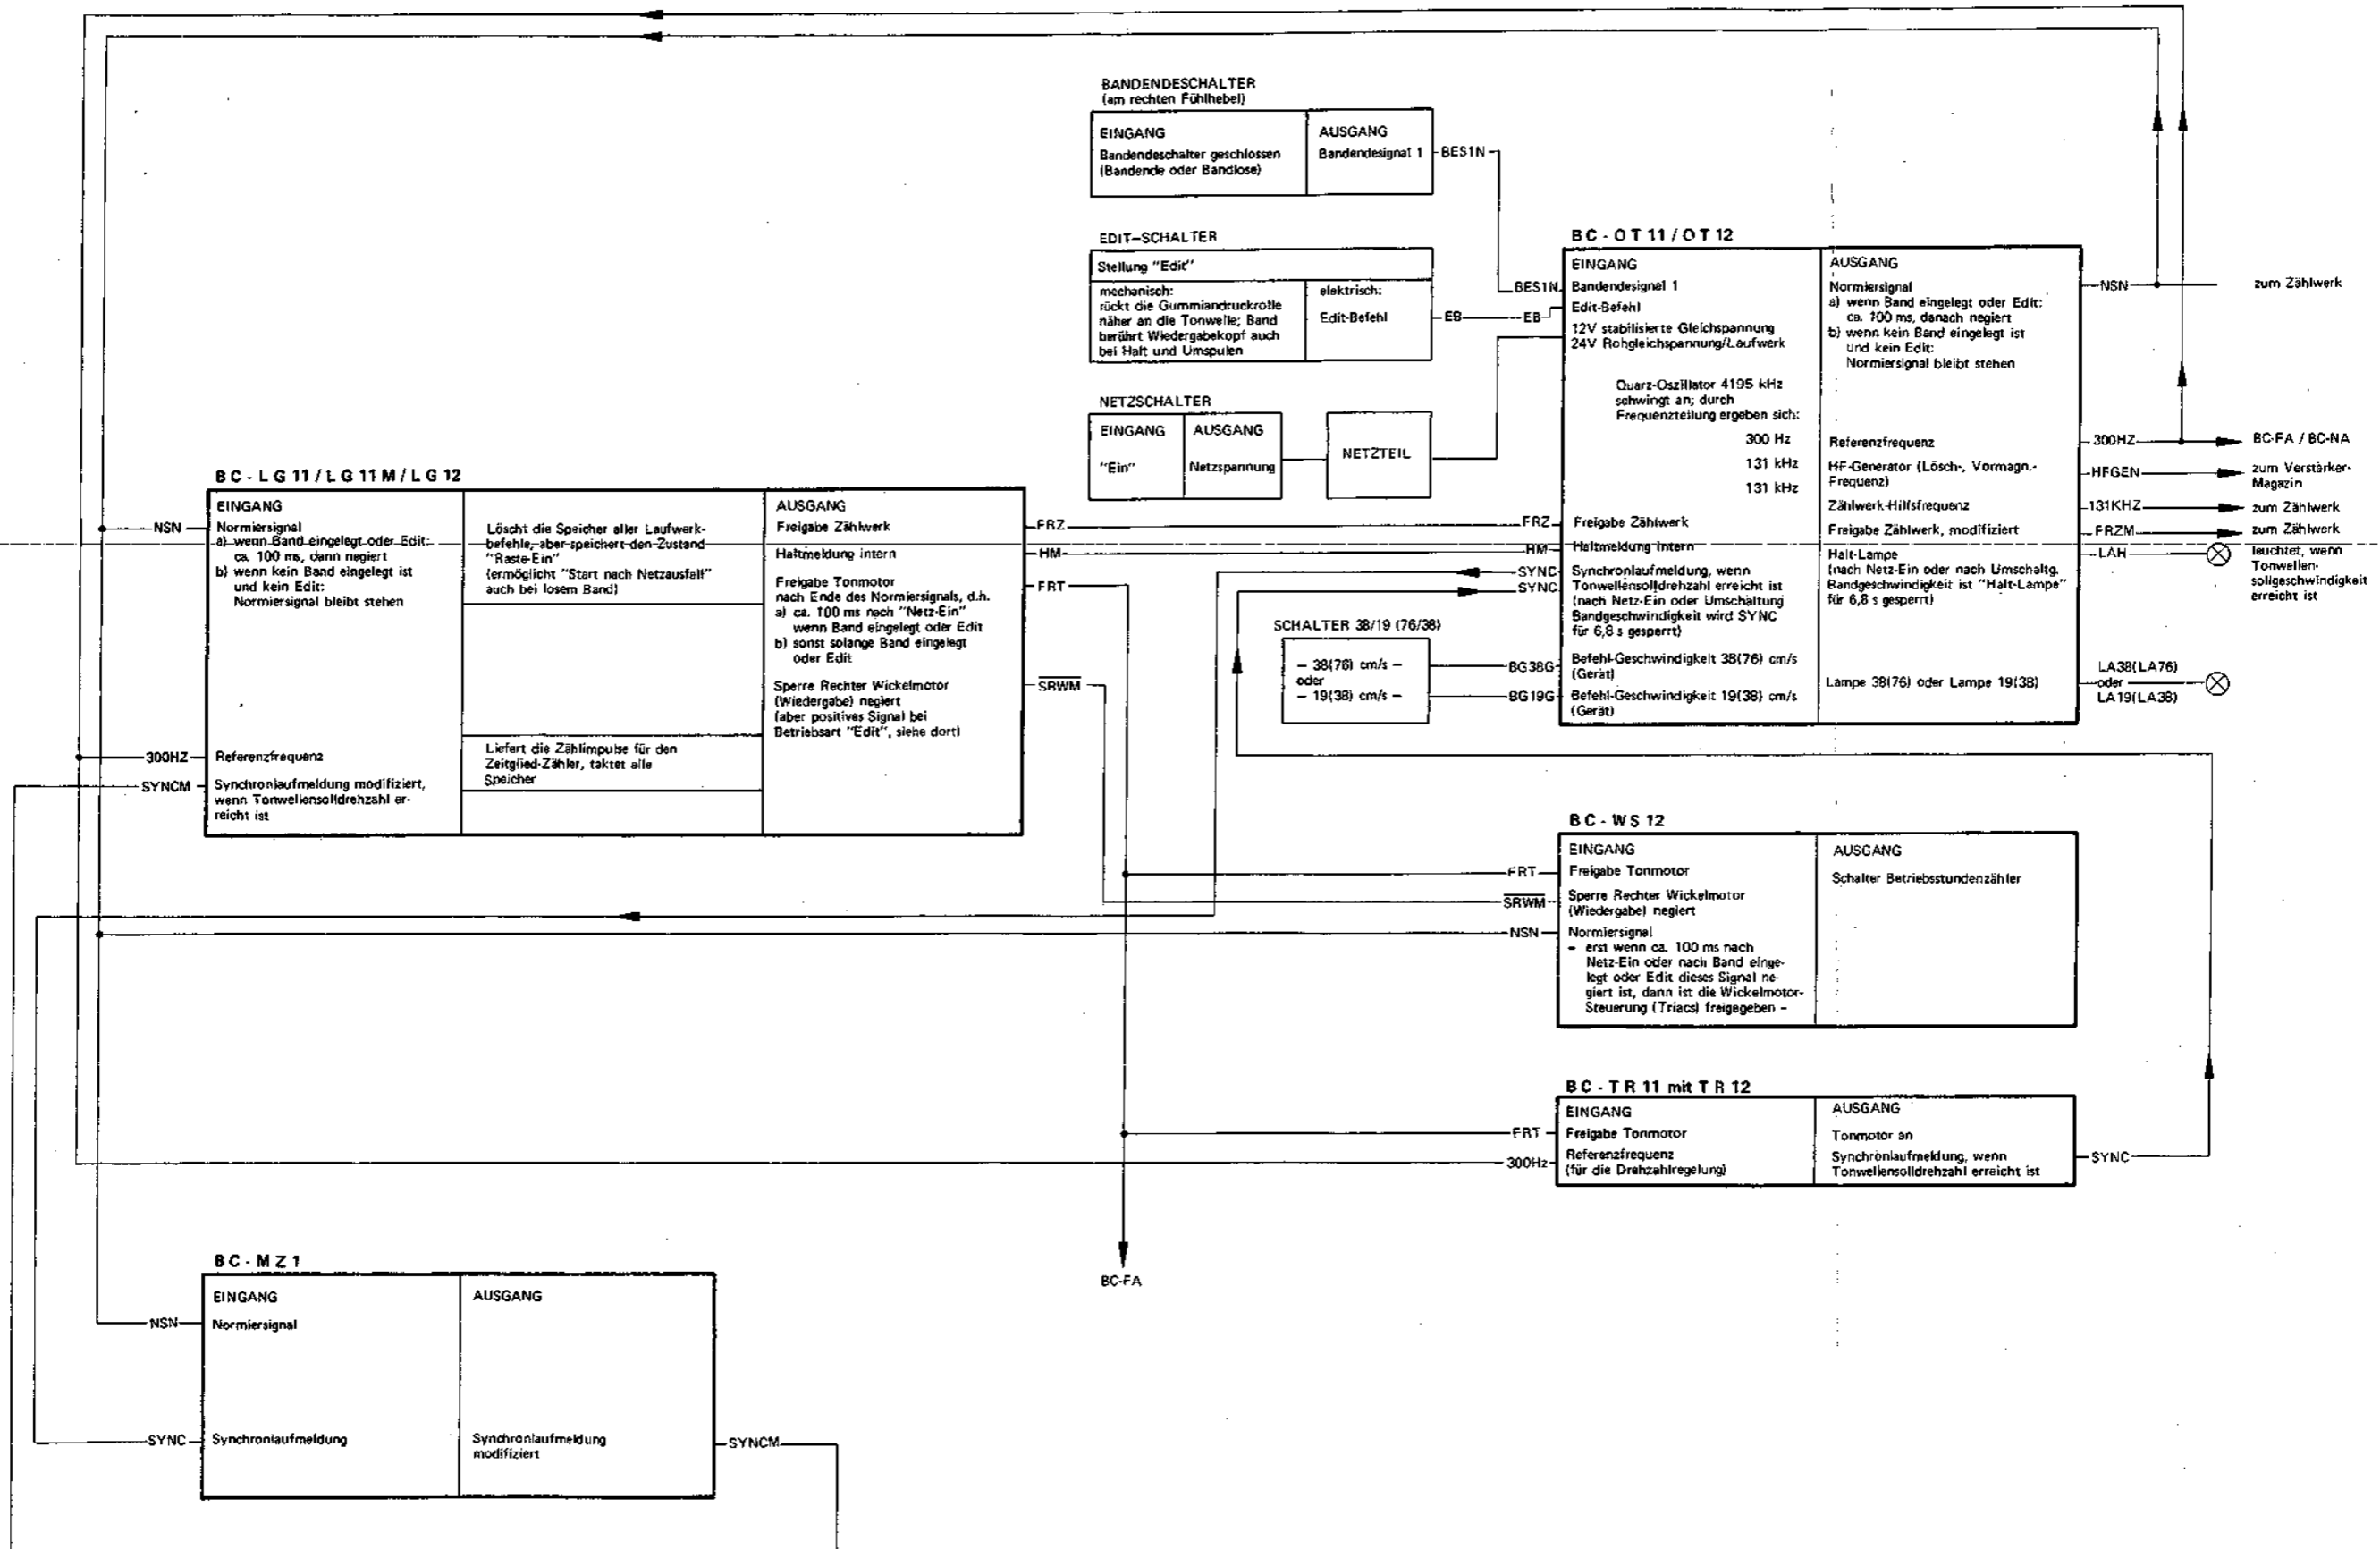 BANDENDESCHALTER
(am rechten Fühlhebel)
EINGANG
Bandendeschalter geschlossen
(Bandende oder Bandlose)
AUSGANG
Bandendesignal 1
BES1N
EDIT-SCHALTER
Stellung "Edit"
mechanisch:
rückt die Gummiandruckrolle
näher an die Tonwelle; Band
berührt Wiedergabekopf auch
bei Halt und Umspulen
elektrisch:
Edit-Befehl
EB
EB
NETZSCHALTER
EINGANG
"Ein"
AUSGANG
Netzspannung
NETZTEIL
BC - OT 11 / OT 12
EINGANG
BES1N
Bandendesignal 1
Edit-Befehl
12V stabilisierte Gleichspannung
24V Rohgleichspannung/Laufwerk
Quarz-Oszillator 4195 kHz
schwingt an; durch
Frequenzteilung ergeben sich:
300 Hz
131 kHz
131 kHz
FRZ
Freigabe Zählwerk
HM
Haltmeldung intern
SYNC
SYNC
Synchronlaufmeldung, wenn
Tonwellensolldrehzahl erreicht ist
(nach Netz-Ein oder Umschaltung
Bandgeschwindigkeit wird SYNC
für 6,8 s gesperrt)
BG38G
Befehl-Geschwindigkeit 38(76) cm/s
(Gerät)
BG19G
Befehl-Geschwindigkeit 19(38) cm/s
(Gerät)
AUSGANG
Normiersignal
a) wenn Band eingelegt oder Edit:
ca. 100 ms, danach negiert
b) wenn kein Band eingelegt ist
und kein Edit:
Normiersignal bleibt stehen
Referenzfrequenz
HF-Generator (Lösch-, Vormagn.-
Frequenz)
Zählwerk-Hilfsfrequenz
Freigabe Zählwerk, modifiziert
Halt-Lampe
(nach Netz-Ein oder nach Umschaltg.
Bandgeschwindigkeit ist "Halt-Lampe"
für 6,8 s gesperrt)
Lampe 38(76) oder Lampe 19(38)
NSN
zum Zählwerk
300HZ
BC-FA / BC-NA
HFGEN
zum Verstärker-
Magazin
131KHZ
zum Zählwerk
FRZM
zum Zählwerk
LAH
leuchtet, wenn
Tonwellen-
sollgeschwindigkeit
erreicht ist
LA38(LA76)
oder
LA19(LA38)
SCHALTER 38/19 (76/38)
– 38(76) cm/s –
oder
– 19(38) cm/s –
BC - LG 11 / LG 11 M / LG 12
EINGANG
NSN
Normiersignal
a) wenn Band eingelegt oder Edit:
ca. 100 ms, dann negiert
b) wenn kein Band eingelegt ist
und kein Edit:
Normiersignal bleibt stehen
300HZ
Referenzfrequenz
SYNCM
Synchronlaufmeldung modifiziert,
wenn Tonwellensolldrehzahl er-
reicht ist
Löscht die Speicher aller Laufwerk-
befehle, aber speichert den Zustand
"Raste-Ein"
(ermöglicht "Start nach Netzausfall"
auch bei losem Band)
Liefert die Zählimpulse für den
Zeitglied-Zähler, taktet alle
Speicher
AUSGANG
Freigabe Zählwerk
Haltmeldung intern
Freigabe Tonmotor
nach Ende des Normiersignals, d.h.
a) ca. 100 ms nach "Netz-Ein"
wenn Band eingelegt oder Edit
b) sonst solange Band eingelegt
oder Edit
Sperre Rechter Wickelmotor
(Wiedergabe) negiert
(aber positives Signal bei
Betriebsart "Edit", siehe dort)
FRZ
HM
FRT
SRWM
BC - WS 12
EINGANG
FRT
Freigabe Tonmotor
SRWM
Sperre Rechter Wickelmotor
(Wiedergabe) negiert
NSN
Normiersignal
– erst wenn ca. 100 ms nach
Netz-Ein oder nach Band einge-
legt oder Edit dieses Signal ne-
giert ist, dann ist die Wickelmotor-
Steuerung (Triacs) freigegeben –
AUSGANG
Schalter Betriebsstundenzähler
BC - TR 11 mit TR 12
EINGANG
FRT
Freigabe Tonmotor
300Hz
Referenzfrequenz
(für die Drehzahlregelung)
AUSGANG
Tonmotor an
Synchronlaufmeldung, wenn
Tonwellensolldrehzahl erreicht ist
SYNC
BC-FA
BC - MZ 1
EINGANG
NSN
Normiersignal
SYNC
Synchronlaufmeldung
AUSGANG
Synchronlaufmeldung
modifiziert
SYNCM